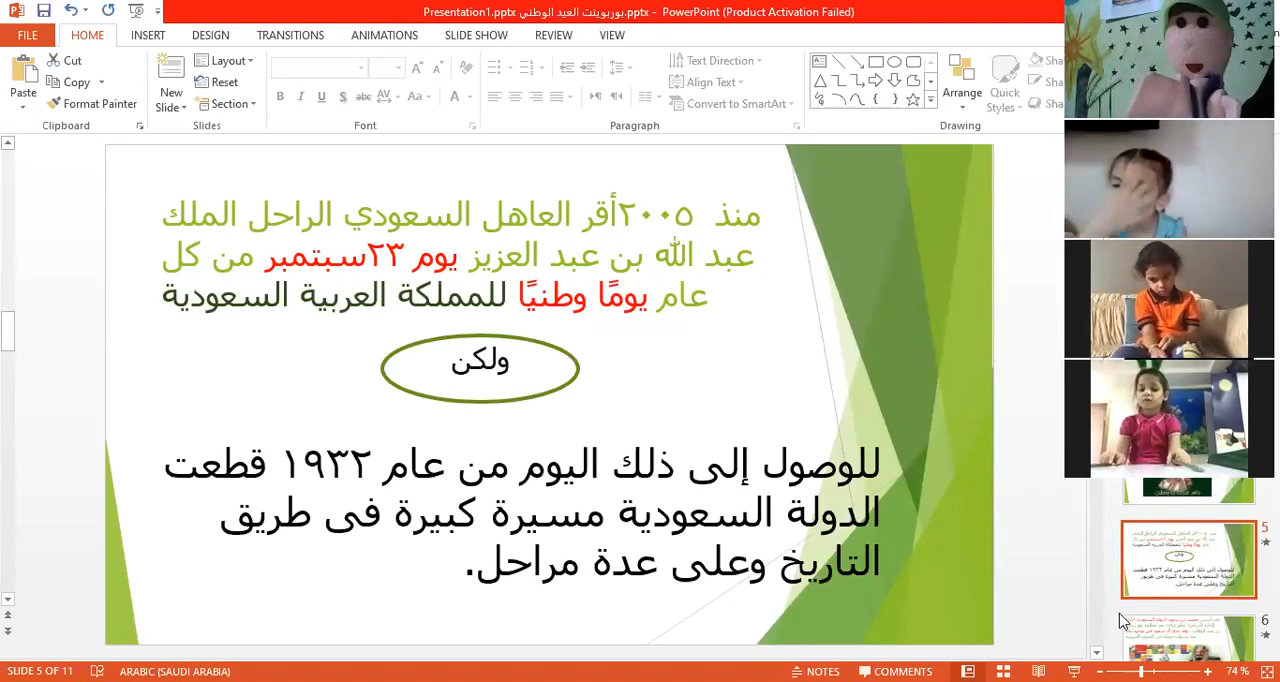 Presentation1.pptx بوربوينت العيد الوطني.pptx - PowerPoint (Product Activation Failed)
FILE HOME INSERT DESIGN TRANSITIONS ANIMATIONS SLIDE SHOW REVIEW VIEW
Cut
Copy
Format Painter
Paste
Clipboard
New
Slide
Layout
Reset
Section
Slides
B I U S abc AV Aa A
Font
Text Direction
Align Text
Convert to SmartArt
Paragraph
Arrange
Quick
Styles
Drawing
منذ ٢٠٠٥أقر العاهل السعودي الراحل الملك
عبد الله بن عبد العزيز يوم ٢٣سبتمبر من كل
عام يومًا وطنيًا للمملكة العربية السعودية
ولكن
للوصول إلى ذلك اليوم من عام ١٩٣٢ قطعت
الدولة السعودية مسيرة كبيرة فى طريق
التاريخ وعلى عدة مراحل.
5
6
SLIDE 5 OF 11 ARABIC (SAUDI ARABIA) NOTES COMMENTS 74 %